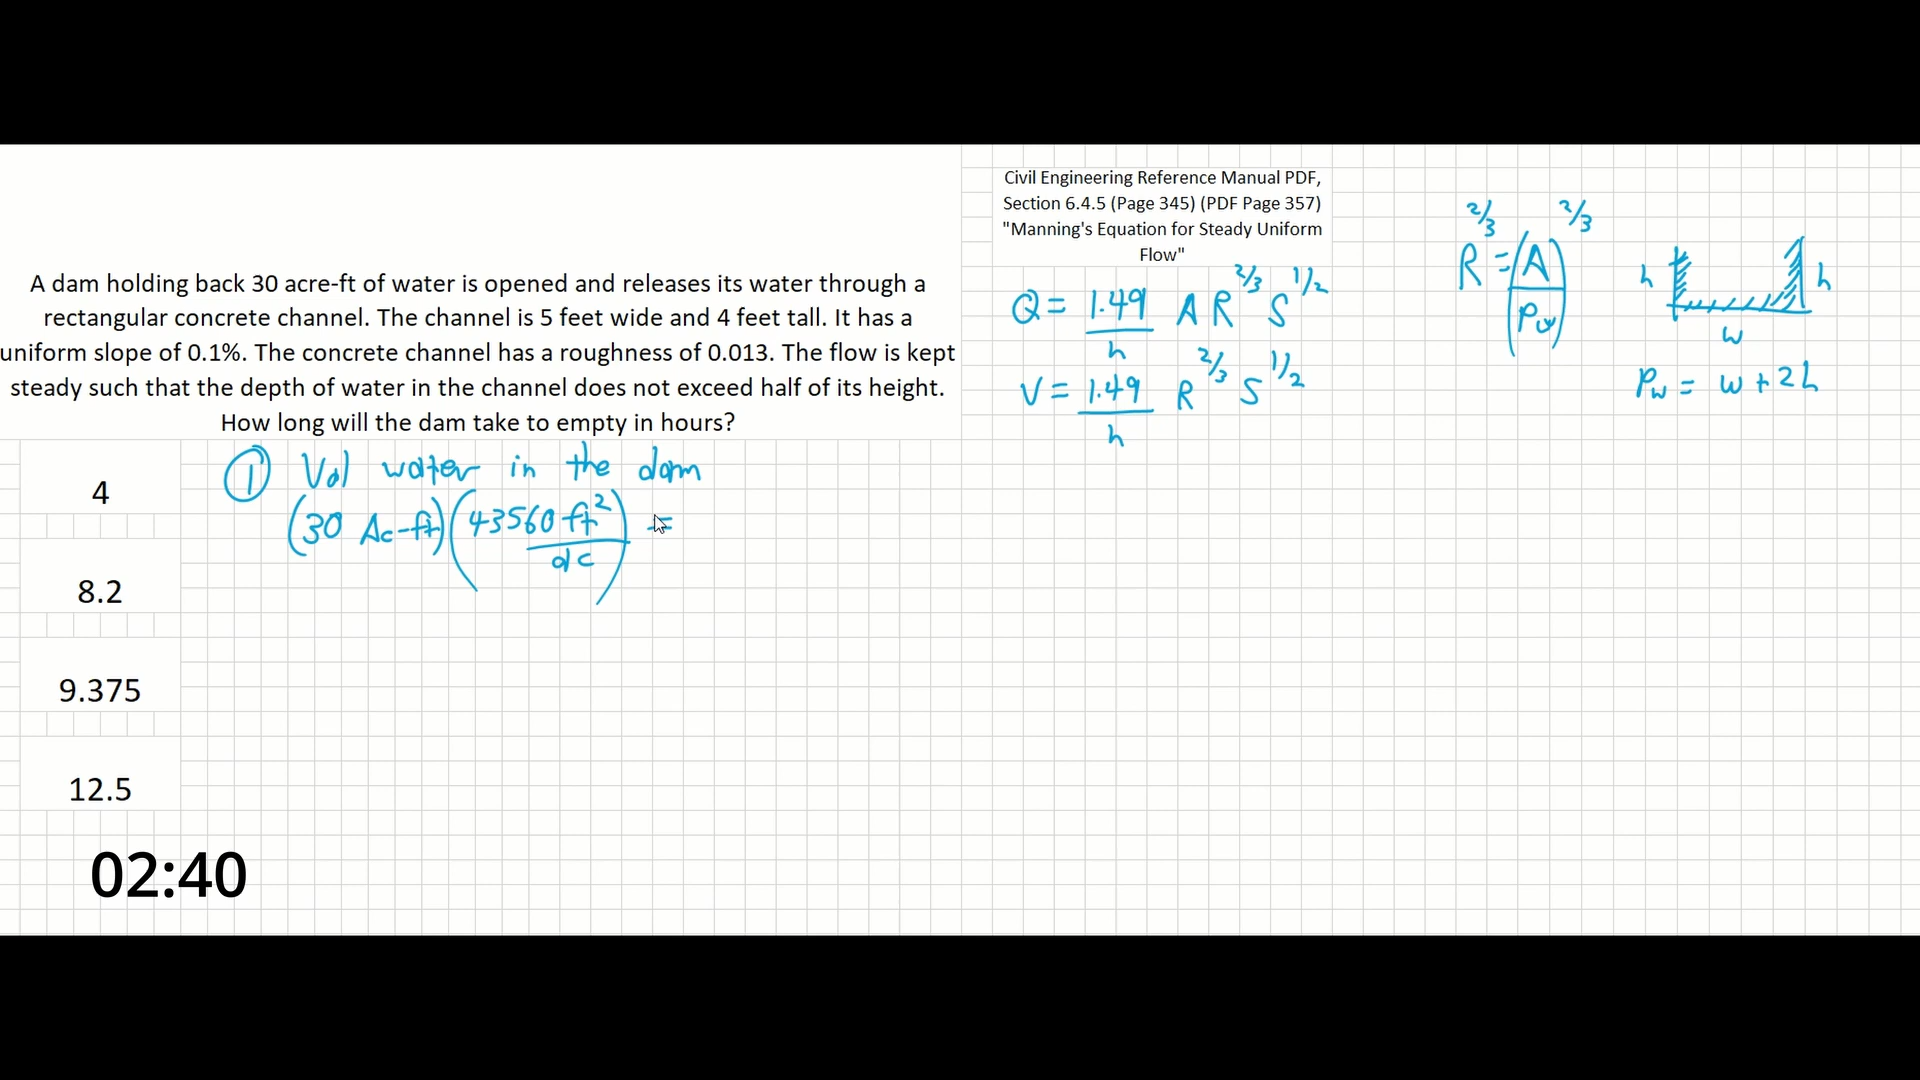 A dam holding back 30 acre-ft of water is opened and releases its water through a
rectangular concrete channel. The channel is 5 feet wide and 4 feet tall. It has a
uniform slope of 0.1%. The concrete channel has a roughness of 0.013. The flow is kept
steady such that the depth of water in the channel does not exceed half of its height.
How long will the dam take to empty in hours?
4
8.2
9.375
12.5
02:40
① Vol water in the dam
(30 Ac-ft)(43560 ft²/ac) =
Civil Engineering Reference Manual PDF,
Section 6.4.5 (Page 345) (PDF Page 357)
"Manning's Equation for Steady Uniform
Flow"
Q = 1.49/n A R^2/3 S^1/2
V = 1.49/n R^2/3 S^1/2
R^2/3 = (A/Pw)^2/3
h h
w
Pw = w + 2h